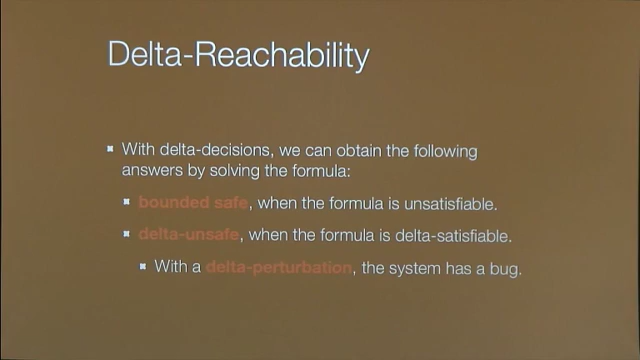 Delta-Reachability
With delta-decisions, we can obtain the following
answers by solving the formula:
bounded safe, when the formula is unsatisfiable.
delta-unsafe, when the formula is delta-satisfiable.
With a delta-perturbation, the system has a bug.